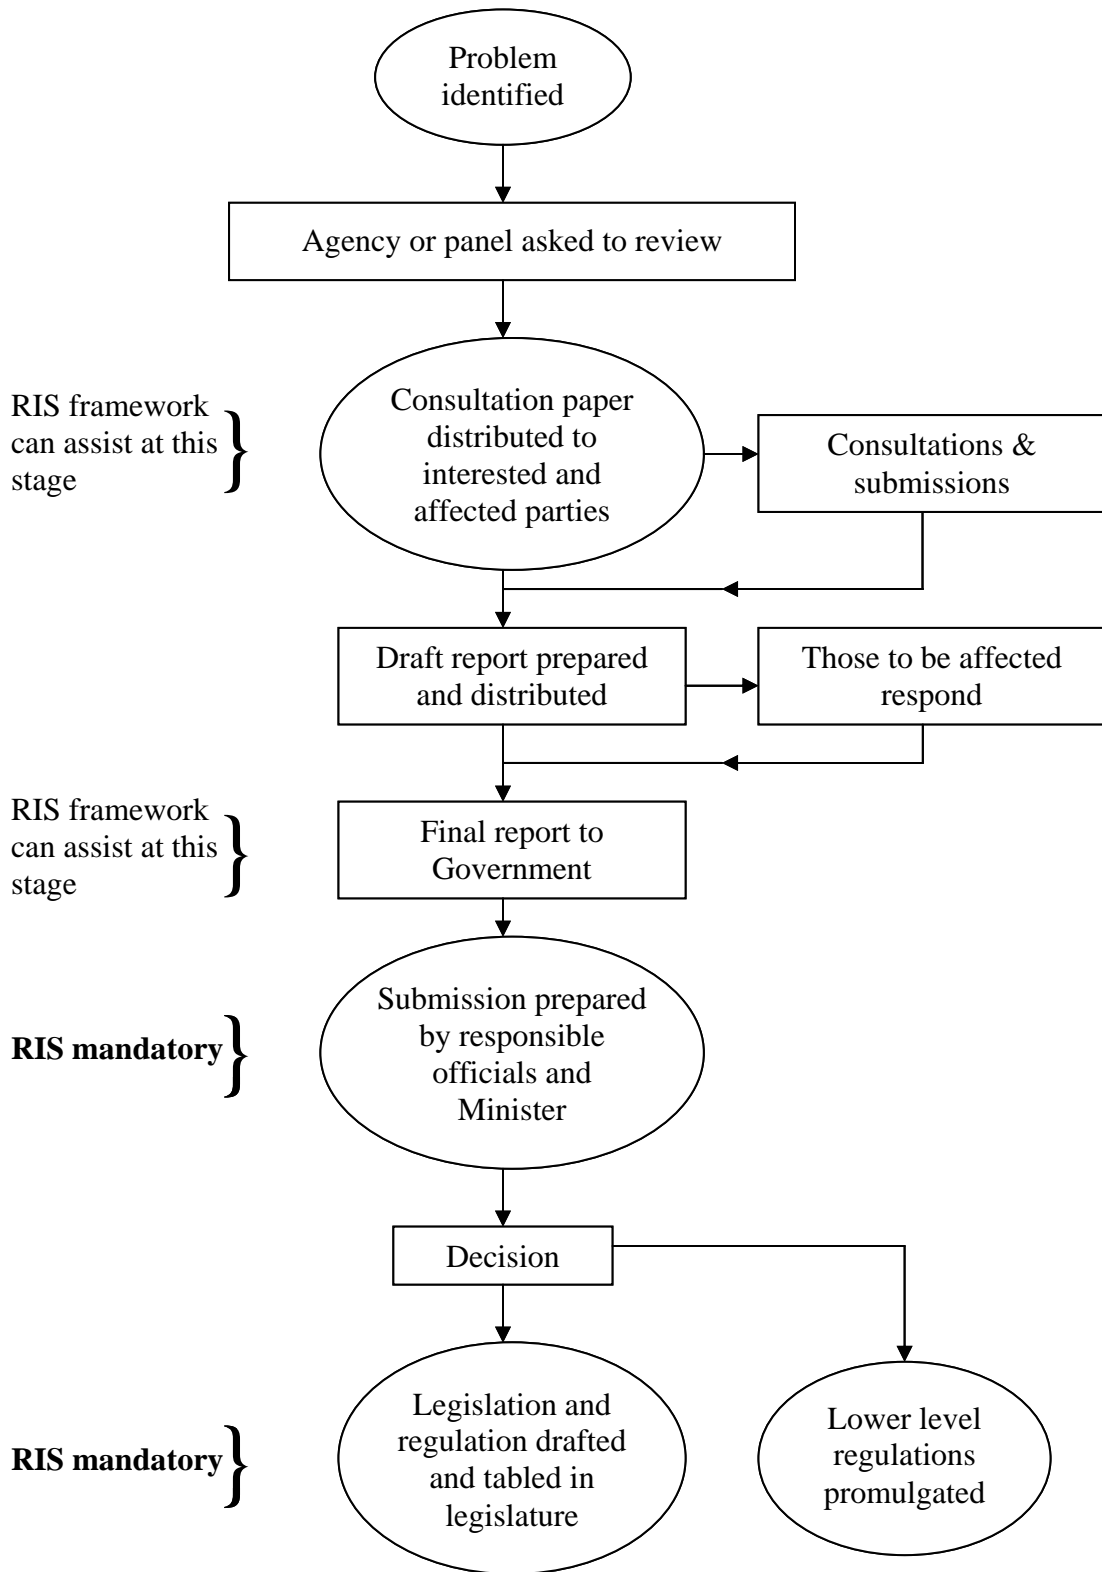 Problem
identified
Agency or panel asked to review
RIS framework
can assist at this
stage
Consultation paper
distributed to
interested and
affected parties
Consultations &
submissions
Draft report prepared
and distributed
Those to be affected
respond
RIS framework
can assist at this
stage
Final report to
Government
RIS mandatory
Submission prepared
by responsible
officials and
Minister
Decision
RIS mandatory
Legislation and
regulation drafted
and tabled in
legislature
Lower level
regulations
promulgated